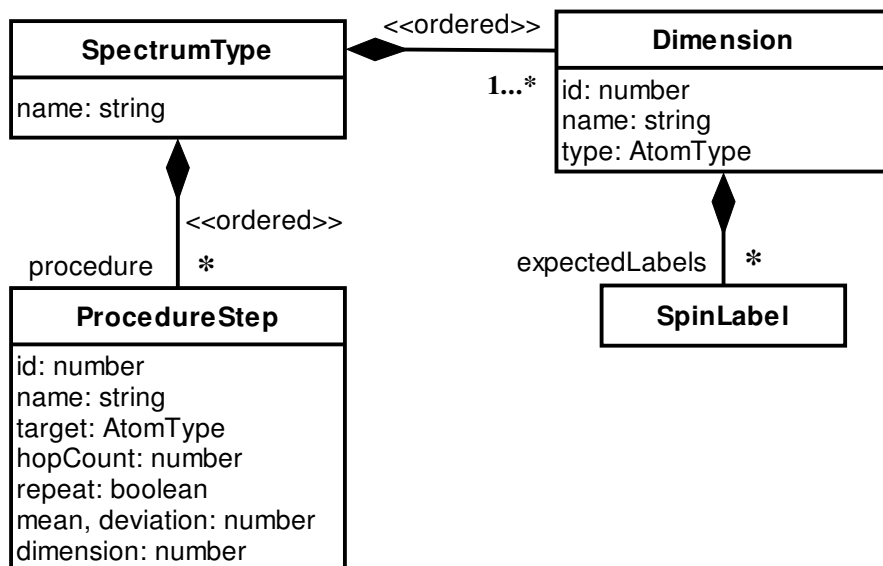 SpectrumType
name: string
<<ordered>>
1...*
Dimension
id: number
name: string
type: AtomType
<<ordered>>
procedure *
expectedLabels *
ProcedureStep
id: number
name: string
target: AtomType
hopCount: number
repeat: boolean
mean, deviation: number
dimension: number
SpinLabel